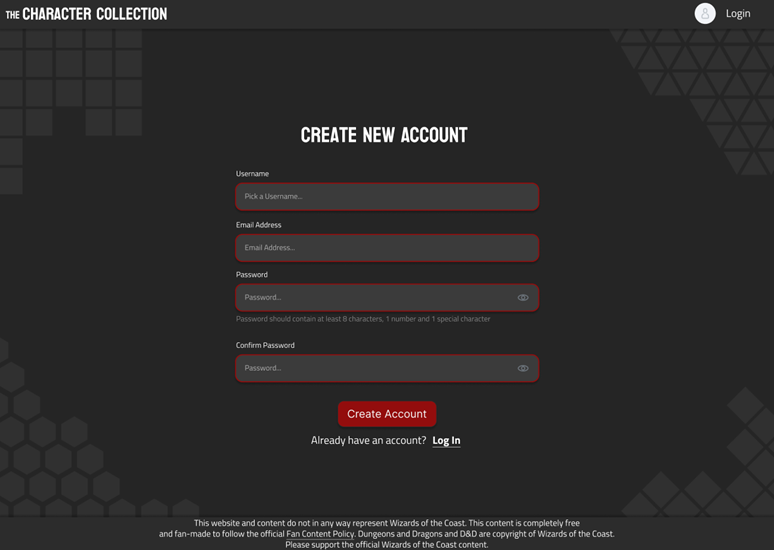 THE CHARACTER COLLECTION
Login
CREATE NEW ACCOUNT
Username
Pick a Username...
Email Address
Email Address...
Password
Password...
Password should contain at least 8 characters, 1 number and 1 special character
Confirm Password
Password...
Create Account
Already have an account? Log In
This website and content do not in any way represent Wizards of the Coast. This content is completely free
and fan-made to follow the official Fan Content Policy. Dungeons and Dragons and D&D are copyright of Wizards of the Coast.
Please support the official Wizards of the Coast content.